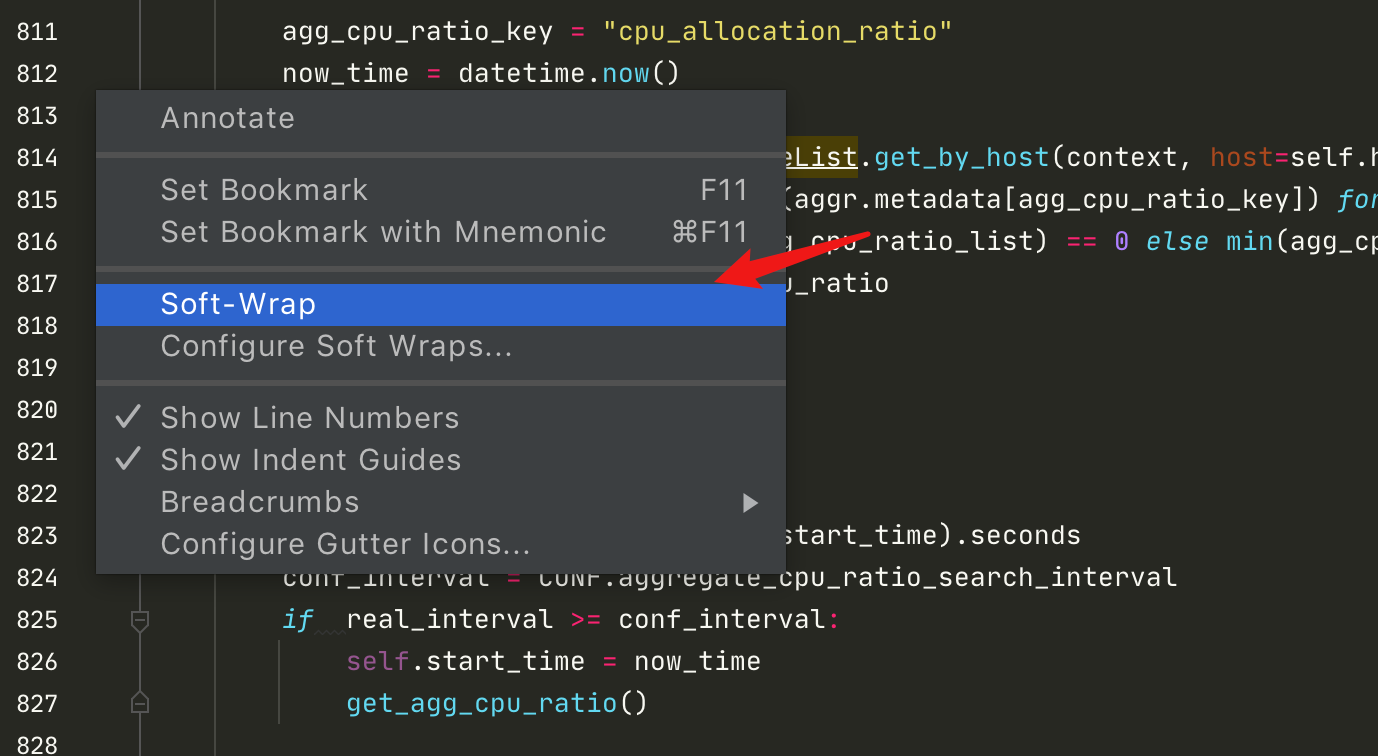 811 agg_cpu_ratio_key = "cpu_allocation_ratio"
812 now_time = datetime.now()
813 Annotate
814 eList.get_by_host(context, host=self.h
Set Bookmark F11
815 (aggr.metadata[agg_cpu_ratio_key]) for
Set Bookmark with Mnemonic ⌘F11
816 g_cpu_ratio_list) == 0 else min(agg_cp
817 u_ratio
Soft-Wrap
818
Configure Soft Wraps...
819
820 Show Line Numbers
821 Show Indent Guides
822 Breadcrumbs
823 start_time).seconds
Configure Gutter Icons...
824 conf_interval = CONF.aggregate_cpu_ratio_search_interval
825 if real_interval >= conf_interval:
826 self.start_time = now_time
827 get_agg_cpu_ratio()
828